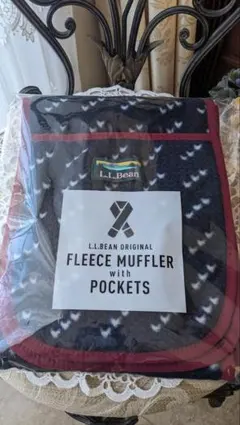 L.L.Bean
L.L.BEAN ORIGINAL
FLEECE MUFFLER
with
POCKETS